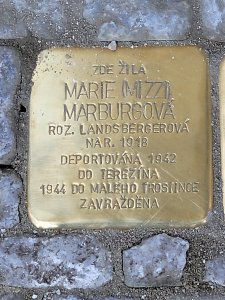 ZDE ŽILA
MARIE MIZZI
MARBURGOVÁ
ROZ. LANDSBERGEROVÁ
NAR. 1918
DEPORTOVÁNA 1942
DO TEREZÍNA
1944 DO MALÉHO TROSTINCE
ZAVRAŽDĚNA